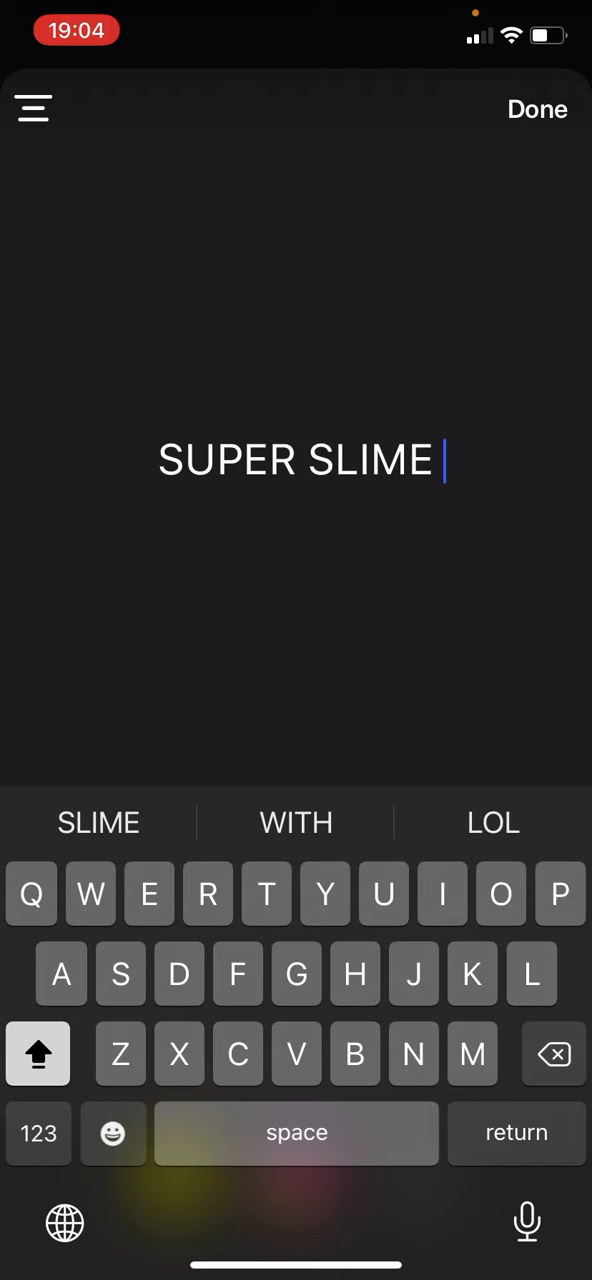 19:04
Done
SUPER SLIME
SLIME WITH LOL
Q W E R T Y U I O P
A S D F G H J K L
Z X C V B N M
123 space return